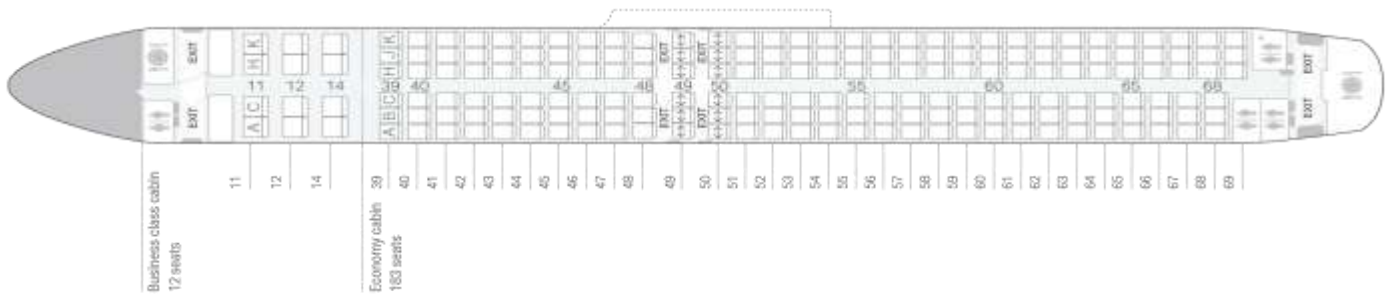 EXIT
EXIT
H K
A C
11 12 14
H J K
A B C
39 40 45 48 49 50 55 60 65 68
EXIT EXIT
EXIT EXIT
EXIT
EXIT
11 12 14 39 40 41 42 43 44 45 46 47 48 49 50 51 52 53 54 55 56 57 58 59 60 61 62 63 64 65 66 67 68 69
Business class cabin
12 seats
Economy cabin
183 seats